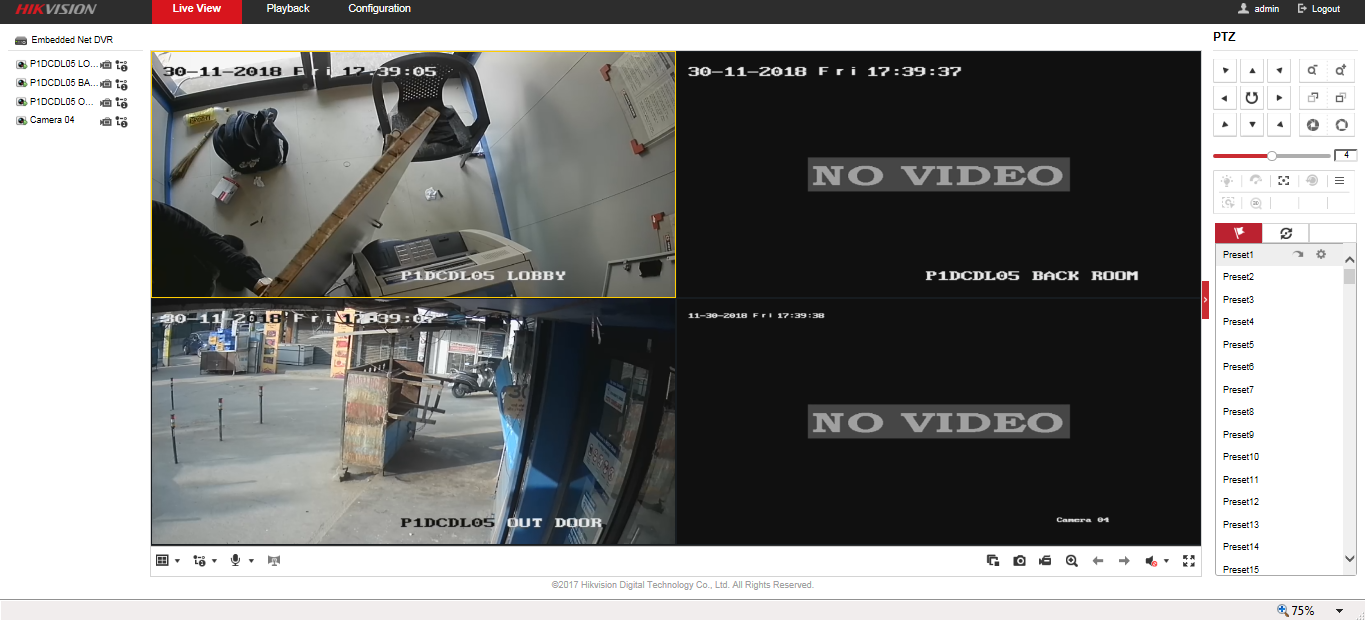 HIKVISION
Live View
Playback
Configuration
admin
Logout
Embedded Net DVR
P1DCDL05 LO...
P1DCDL05 BA...
P1DCDL05 O...
Camera 04
30-11-2018 Fri 17:39:05
P1DCDL05 LOBBY
30-11-2018 Fri 17:39:37
NO VIDEO
P1DCDL05 BACK ROOM
30-11-2018 Fri 17:39:0
P1DCDL05 OUT DOOR
11-30-2018 Fri 17:39:38
NO VIDEO
Camera 04
PTZ
4
3D
Preset1
Preset2
Preset3
Preset4
Preset5
Preset6
Preset7
Preset8
Preset9
Preset10
Preset11
Preset12
Preset13
Preset14
Preset15
©2017 Hikvision Digital Technology Co., Ltd. All Rights Reserved.
75%